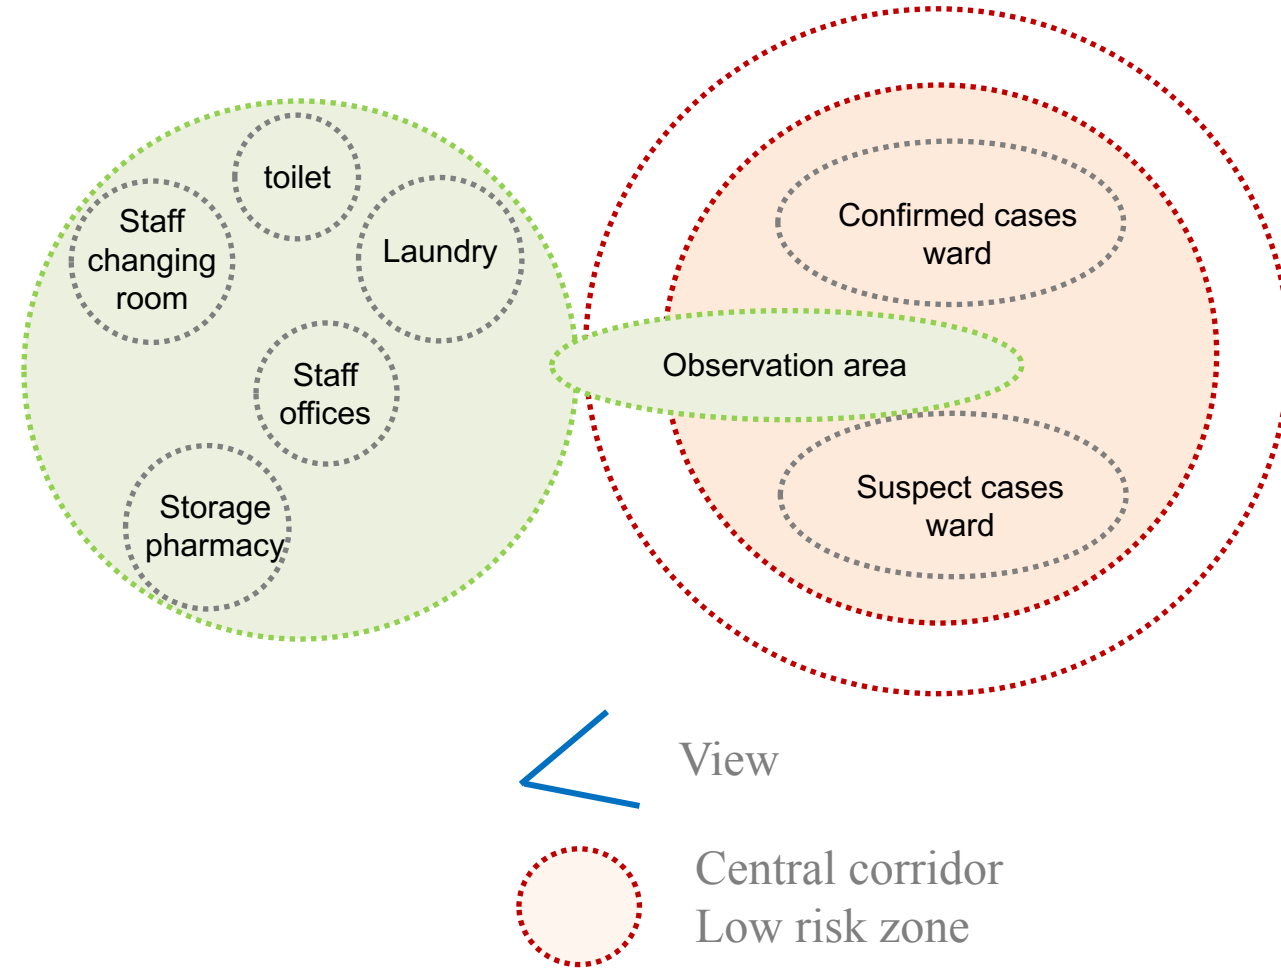 toilet
Staff
changing
room
Laundry
Staff
offices
Storage
pharmacy
Confirmed cases
ward
Observation area
Suspect cases
ward
View
Central corridor
Low risk zone